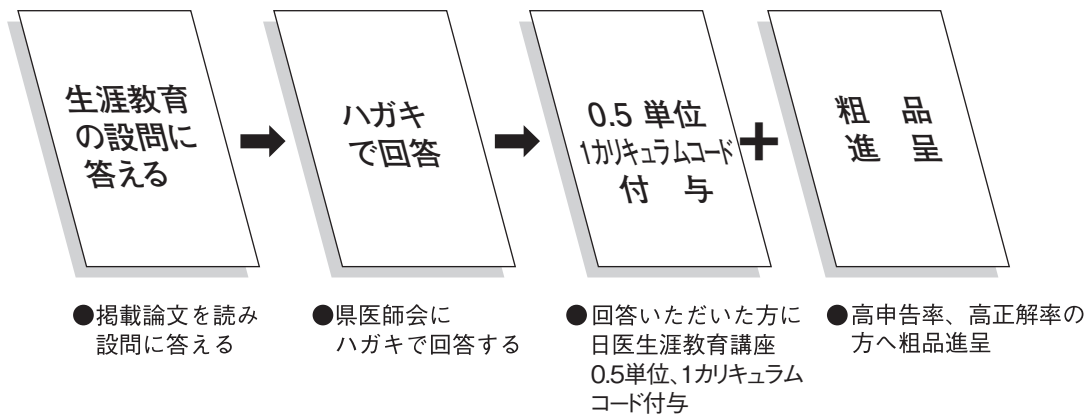 生涯教育
の設問に
答える
ハガキ
で回答
0.5 単位
1カリキュラムコード
付 与
+
粗 品
進 呈
●掲載論文を読み
設問に答える
●県医師会に
ハガキで回答する
●回答いただいた方に
日医生涯教育講座
0.5単位、1カリキュラム
コード付与
●高申告率、高正解率の
方へ粗品進呈